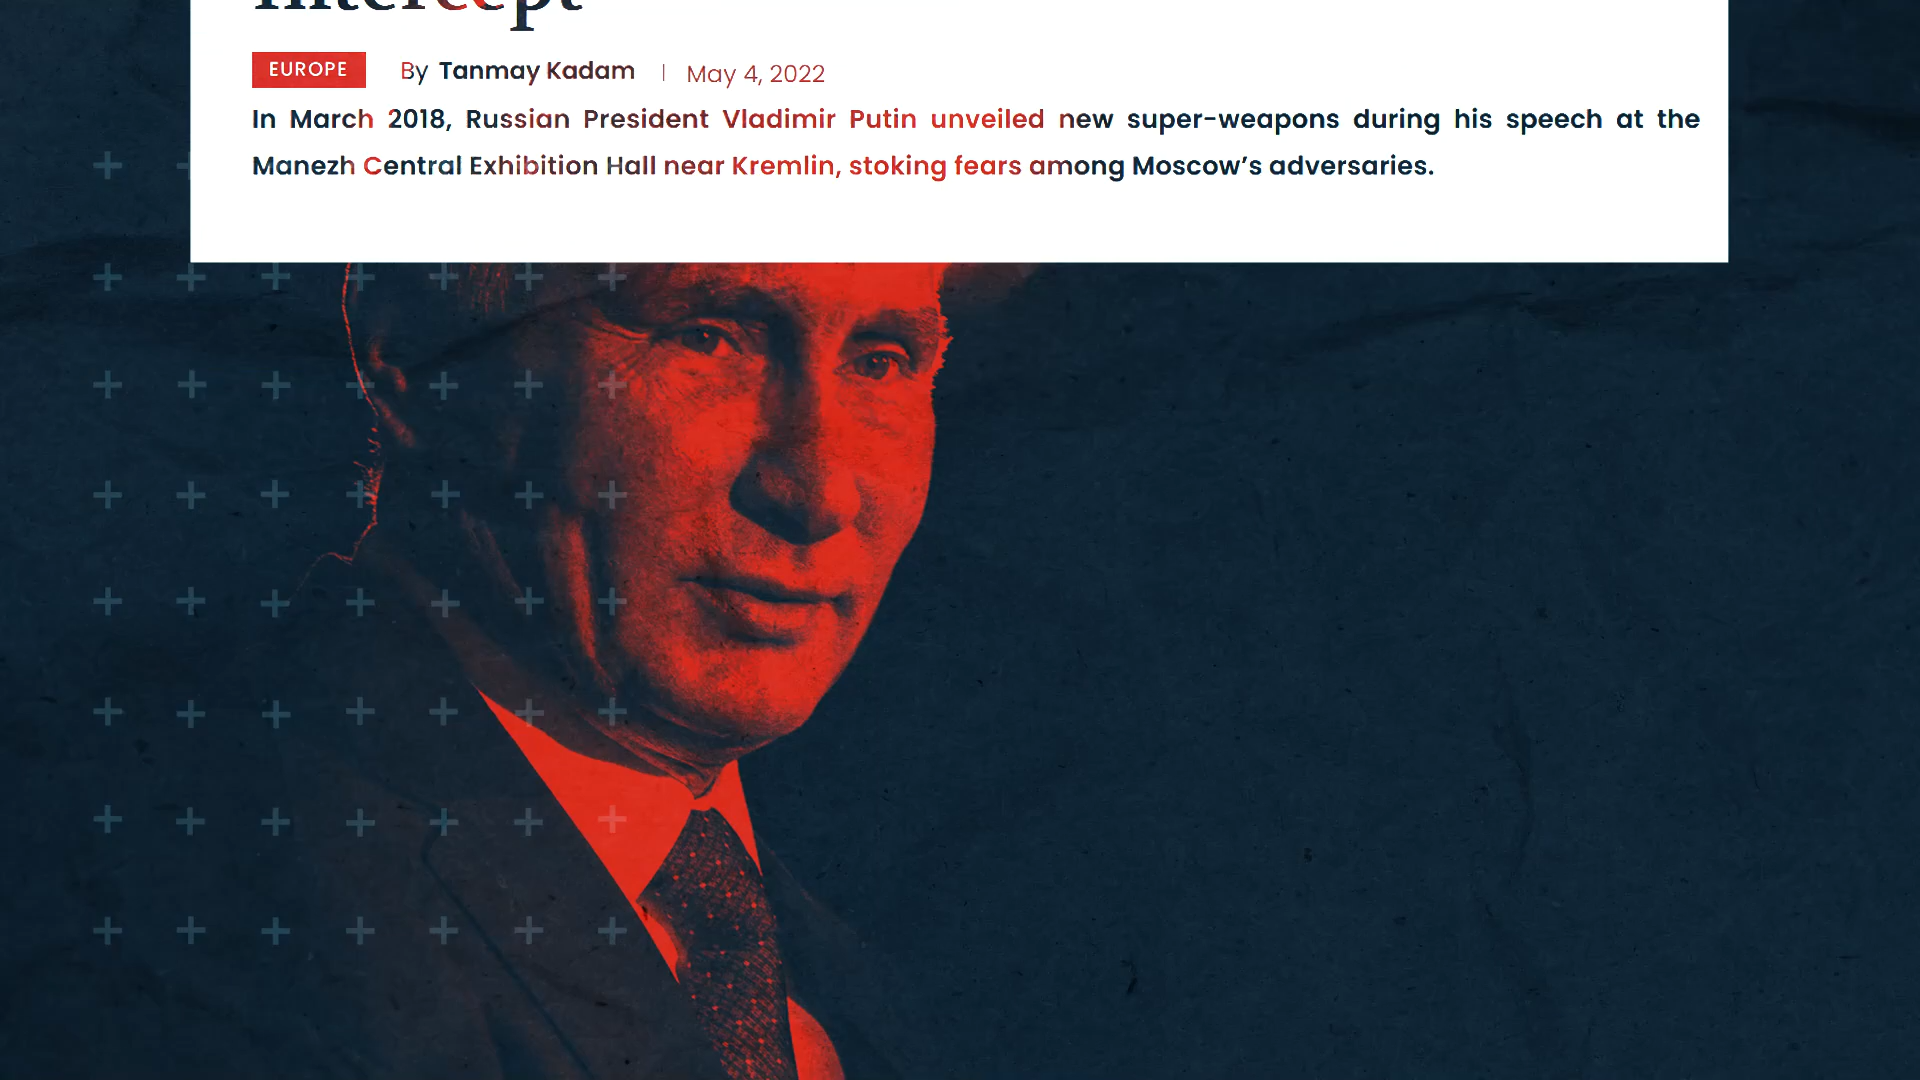 Intercept
EUROPE By Tanmay Kadam | May 4, 2022
In March 2018, Russian President Vladimir Putin unveiled new super-weapons during his speech at the
Manezh Central Exhibition Hall near Kremlin, stoking fears among Moscow’s adversaries.